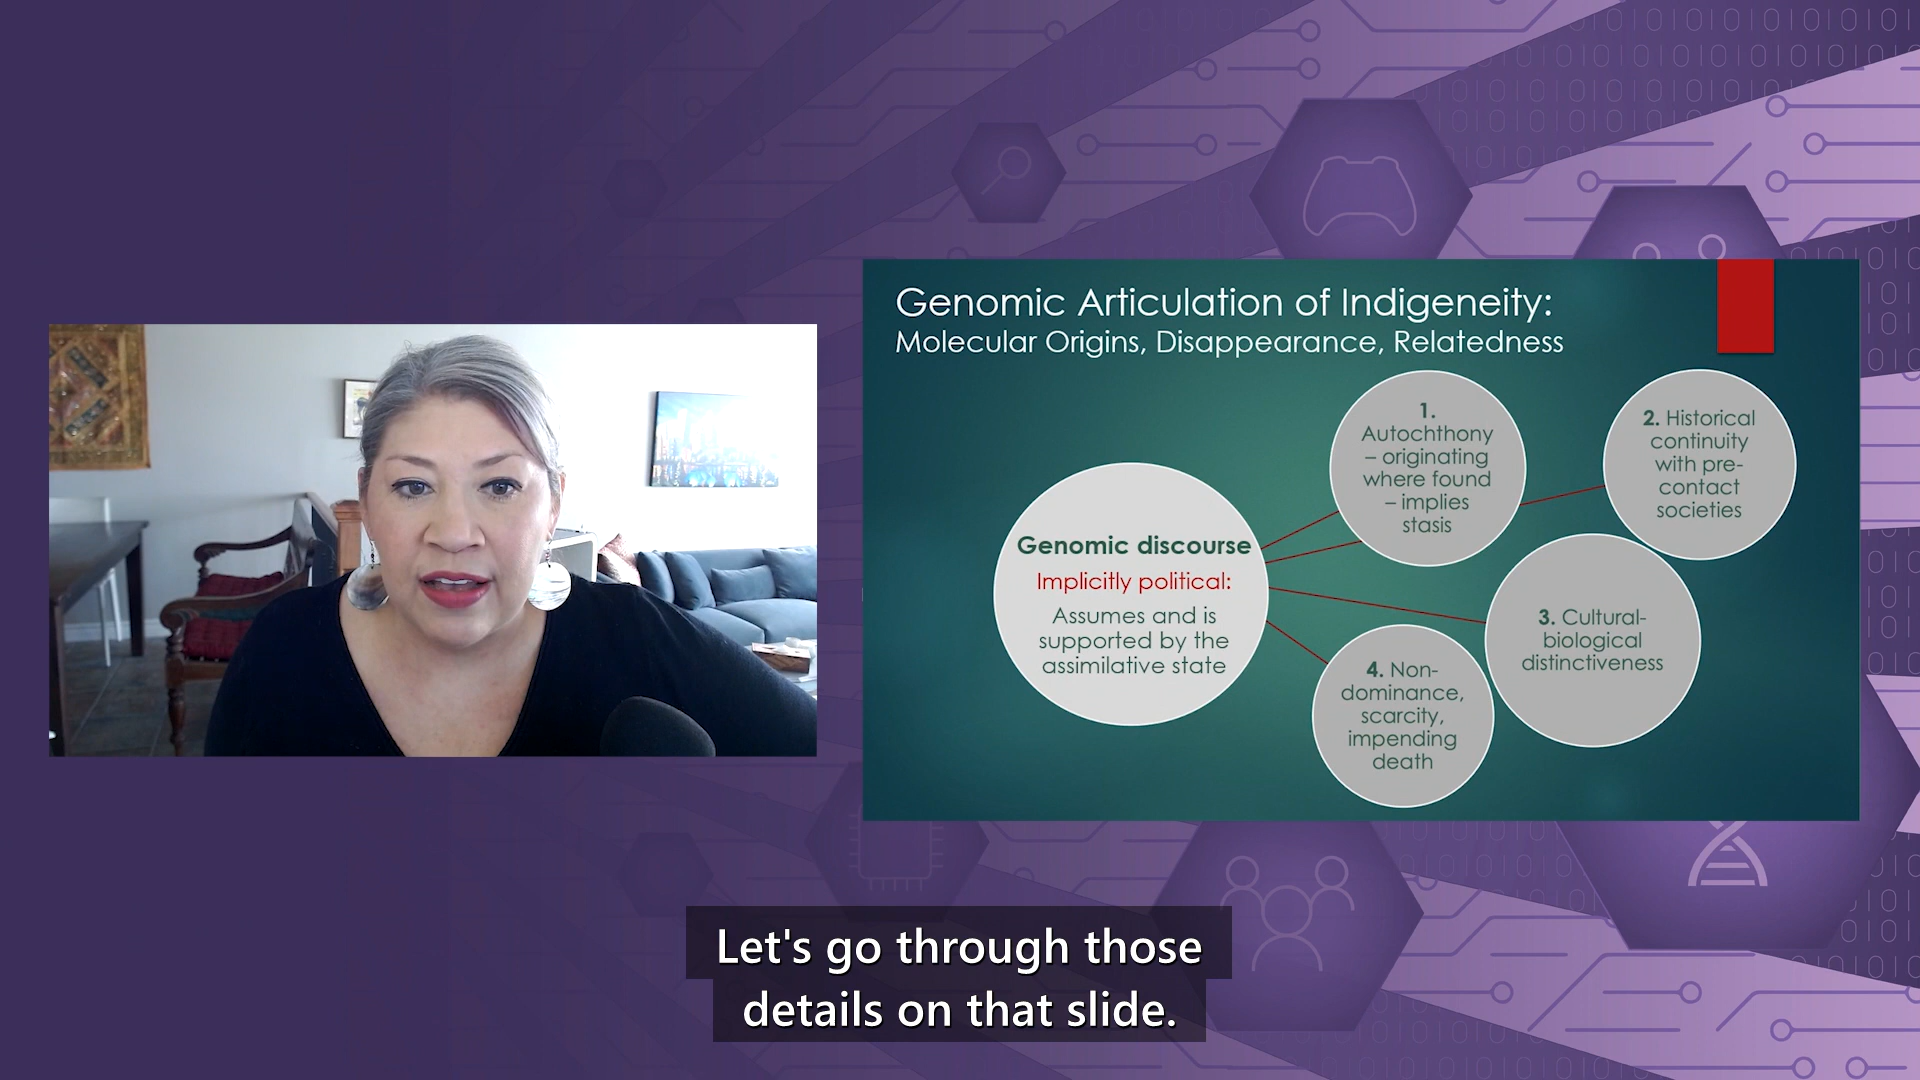 Genomic Articulation of Indigeneity:
Molecular Origins, Disappearance, Relatedness
Genomic discourse
Implicitly political:
Assumes and is
supported by the
assimilative state
1.
Autochthony
– originating
where found
– implies
stasis
2. Historical
continuity
with pre-
contact
societies
3. Cultural-
biological
distinctiveness
4. Non-
dominance,
scarcity,
impending
death
Let's go through those
details on that slide.